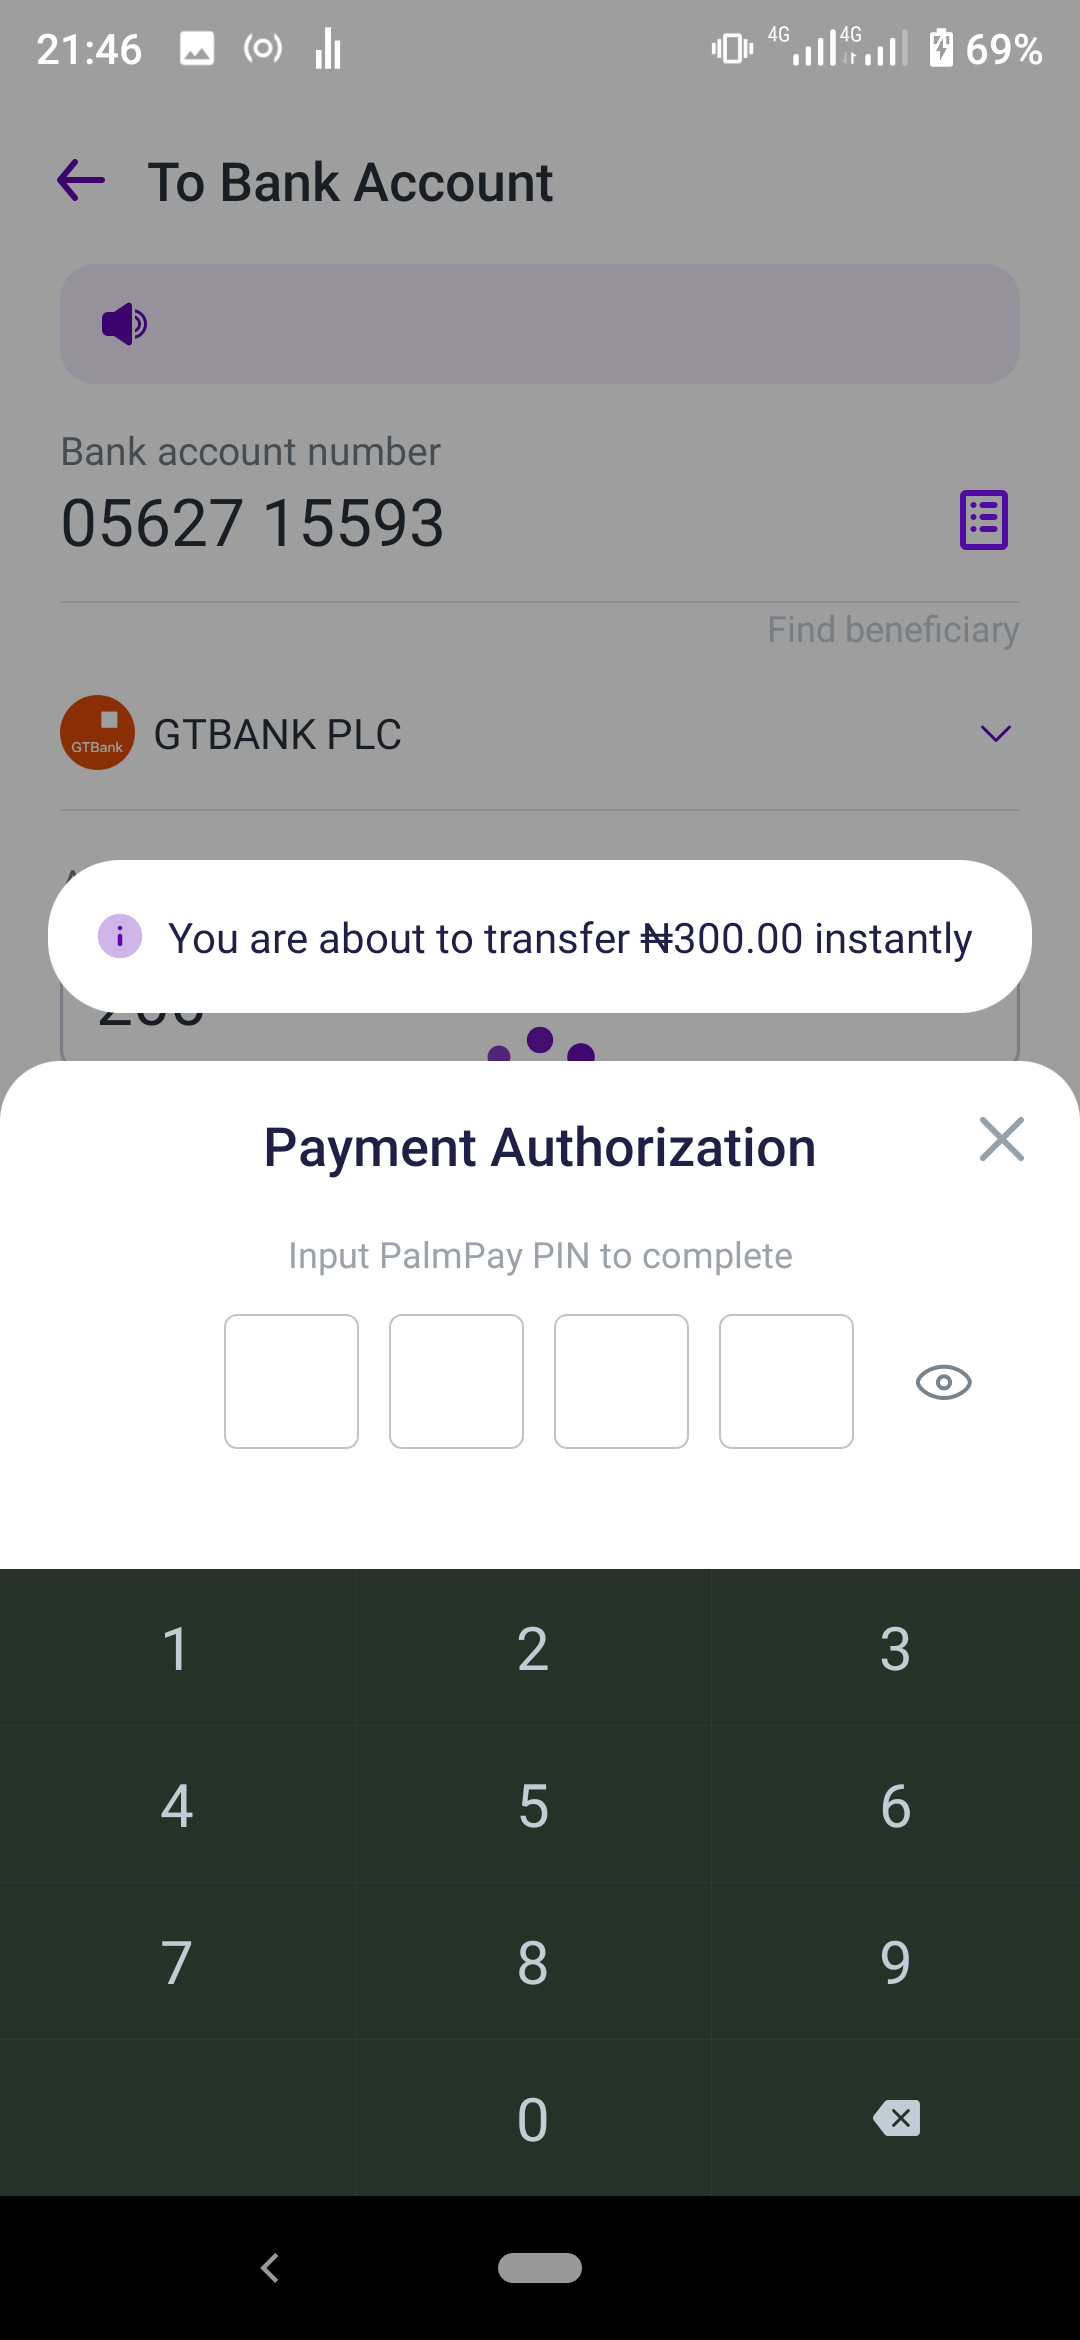 21:46 4G 4G 69%
To Bank Account
Bank account number
05627 15593
Find beneficiary
GTBank GTBANK PLC
You are about to transfer ₦300.00 instantly
Payment Authorization
Input PalmPay PIN to complete
1 2 3
4 5 6
7 8 9
0